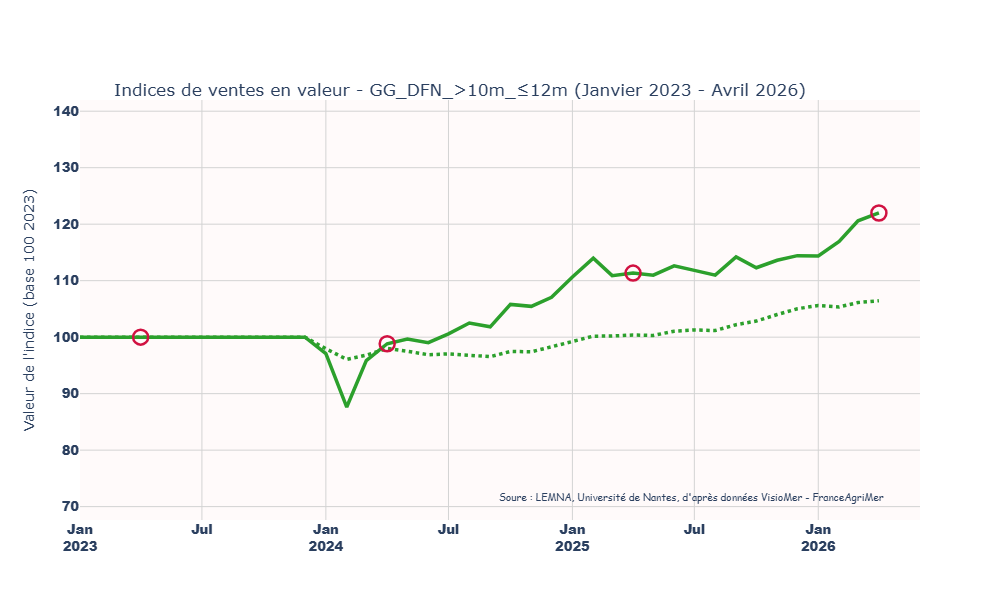 Indices de ventes en valeur - GG_DFN_>10m_≤12m (Janvier 2023 - Avril 2026)
Valeur de l'indice (base 100 2023)
140
130
120
110
100
90
80
70
Soure : LEMNA, Université de Nantes, d'après données VisioMer - FranceAgriMer
Jan Jul Jan Jul Jan Jul Jan
2023 2024 2025 2026